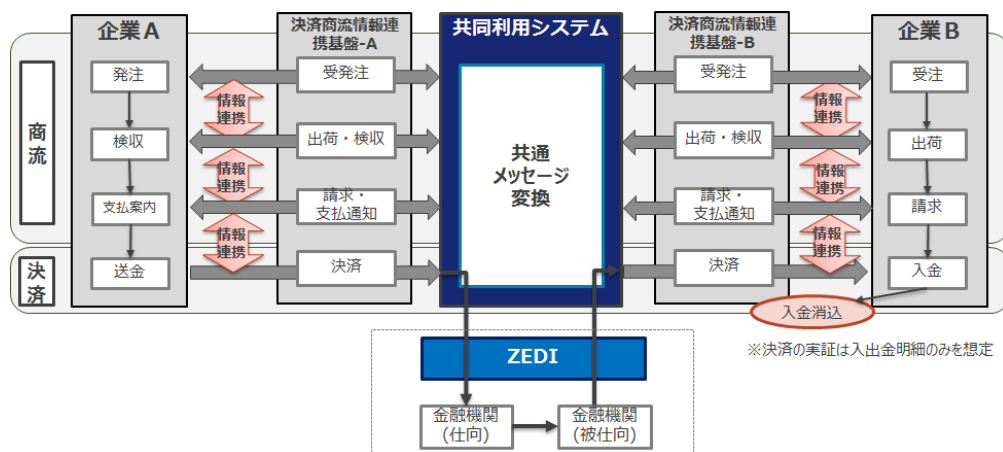 企業A
決済商流情報連
携基盤-A
共同利用システム
決済商流情報連
携基盤-B
企業B
商流
発注
受発注
受発注
受注
情報
連携
情報
連携
検収
出荷・検収
共通
メッセージ
変換
出荷・検収
出荷
情報
連携
情報
連携
支払案内
請求・
支払通知
請求・
支払通知
請求
情報
連携
情報
連携
決済
送金
決済
決済
入金
入金消込
※決済の実証は入出金明細のみを想定
ZEDI
金融機関
(仕向)
金融機関
(被仕向)